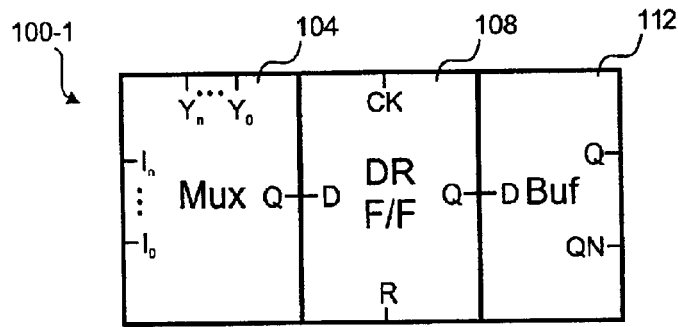 100-1
104
108
112
Yn ••• Y0
CK
In
⋮
I0
Mux
Q
D
DR
F/F
Q
D
Buf
Q
QN
R